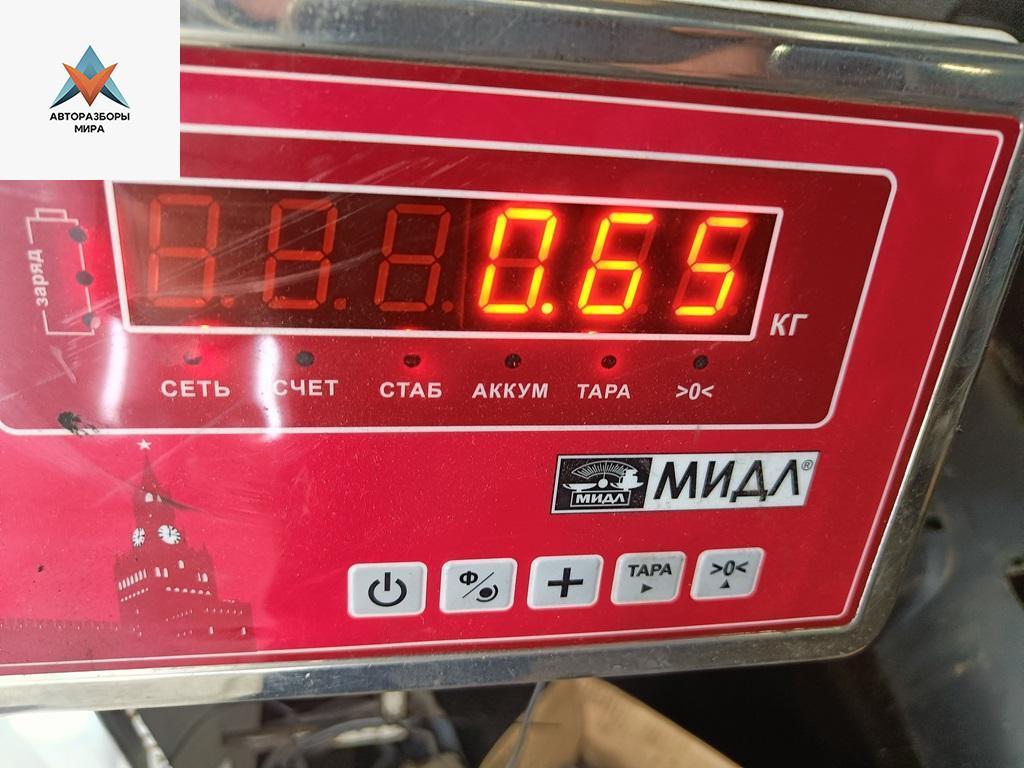 АВТОРАЗБОРЫ
МИРА
заряд
0.65
КГ
СЕТЬ СЧЕТ СТАБ АККУМ ТАРА >0<
МИДЛ МИДЛ®
Ф ТАРА >0<